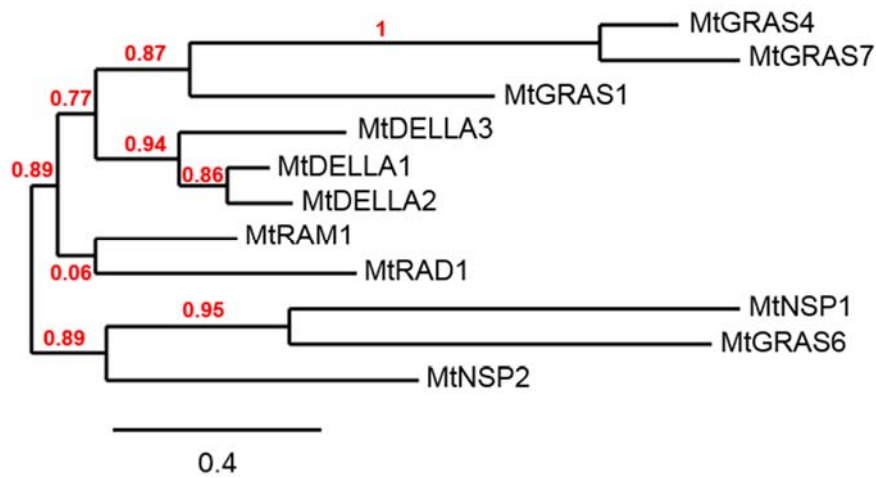 1
MtGRAS4
0.87
MtGRAS7
0.77
MtGRAS1
MtDELLA3
0.94
MtDELLA1
0.89
0.86
MtDELLA2
MtRAM1
0.06
MtRAD1
0.95
MtNSP1
0.89
MtGRAS6
MtNSP2
0.4